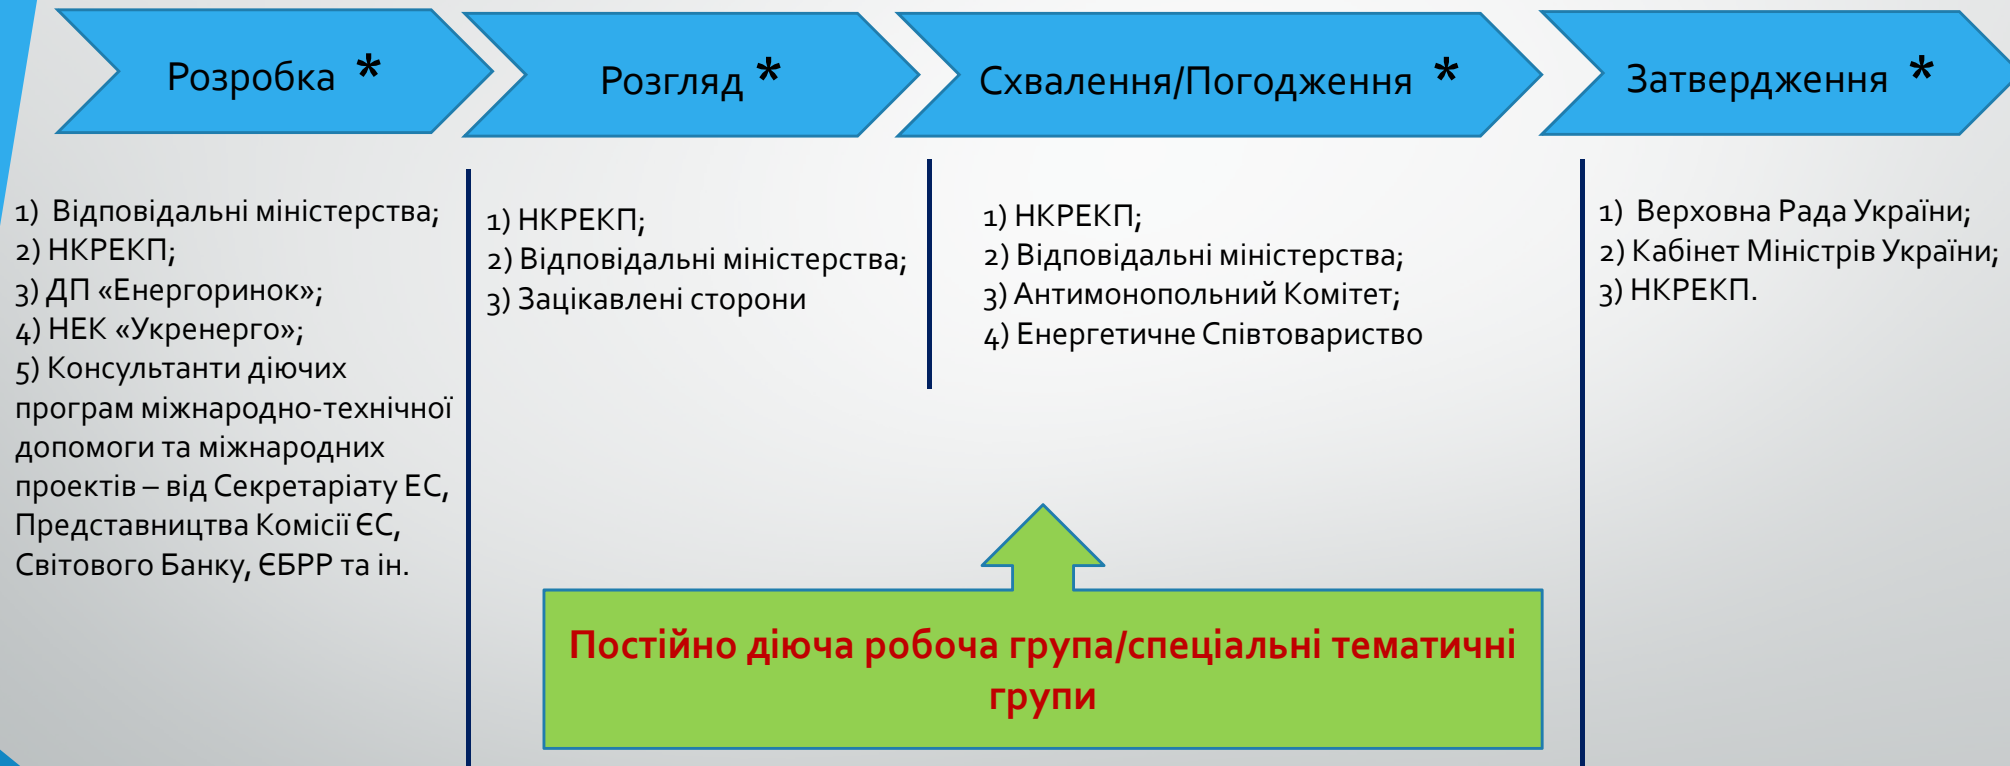 Розробка *
Розгляд *
Схвалення/Погодження *
Затвердження *
1) Відповідальні міністерства;
2) НКРЕКП;
3) ДП «Енергоринок»;
4) НЕК «Укренерго»;
5) Консультанти діючих
програм міжнародно-технічної
допомоги та міжнародних
проектів – від Секретаріату ЕС,
Представництва Комісії ЄС,
Світового Банку, ЄБРР та ін.
1) НКРЕКП;
2) Відповідальні міністерства;
3) Зацікавлені сторони
1) НКРЕКП;
2) Відповідальні міністерства;
3) Антимонопольний Комітет;
4) Енергетичне Співтовариство
1) Верховна Рада України;
2) Кабінет Міністрів України;
3) НКРЕКП.
Постійно діюча робоча група/спеціальні тематичні
групи